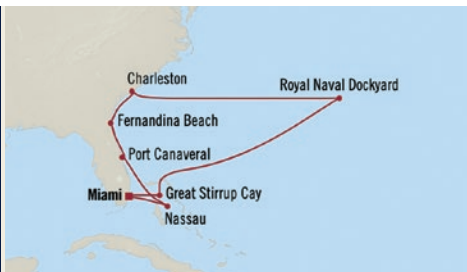 Charleston
Royal Naval Dockyard
Fernandina Beach
Port Canaveral
Miami
Great Stirrup Cay
Nassau